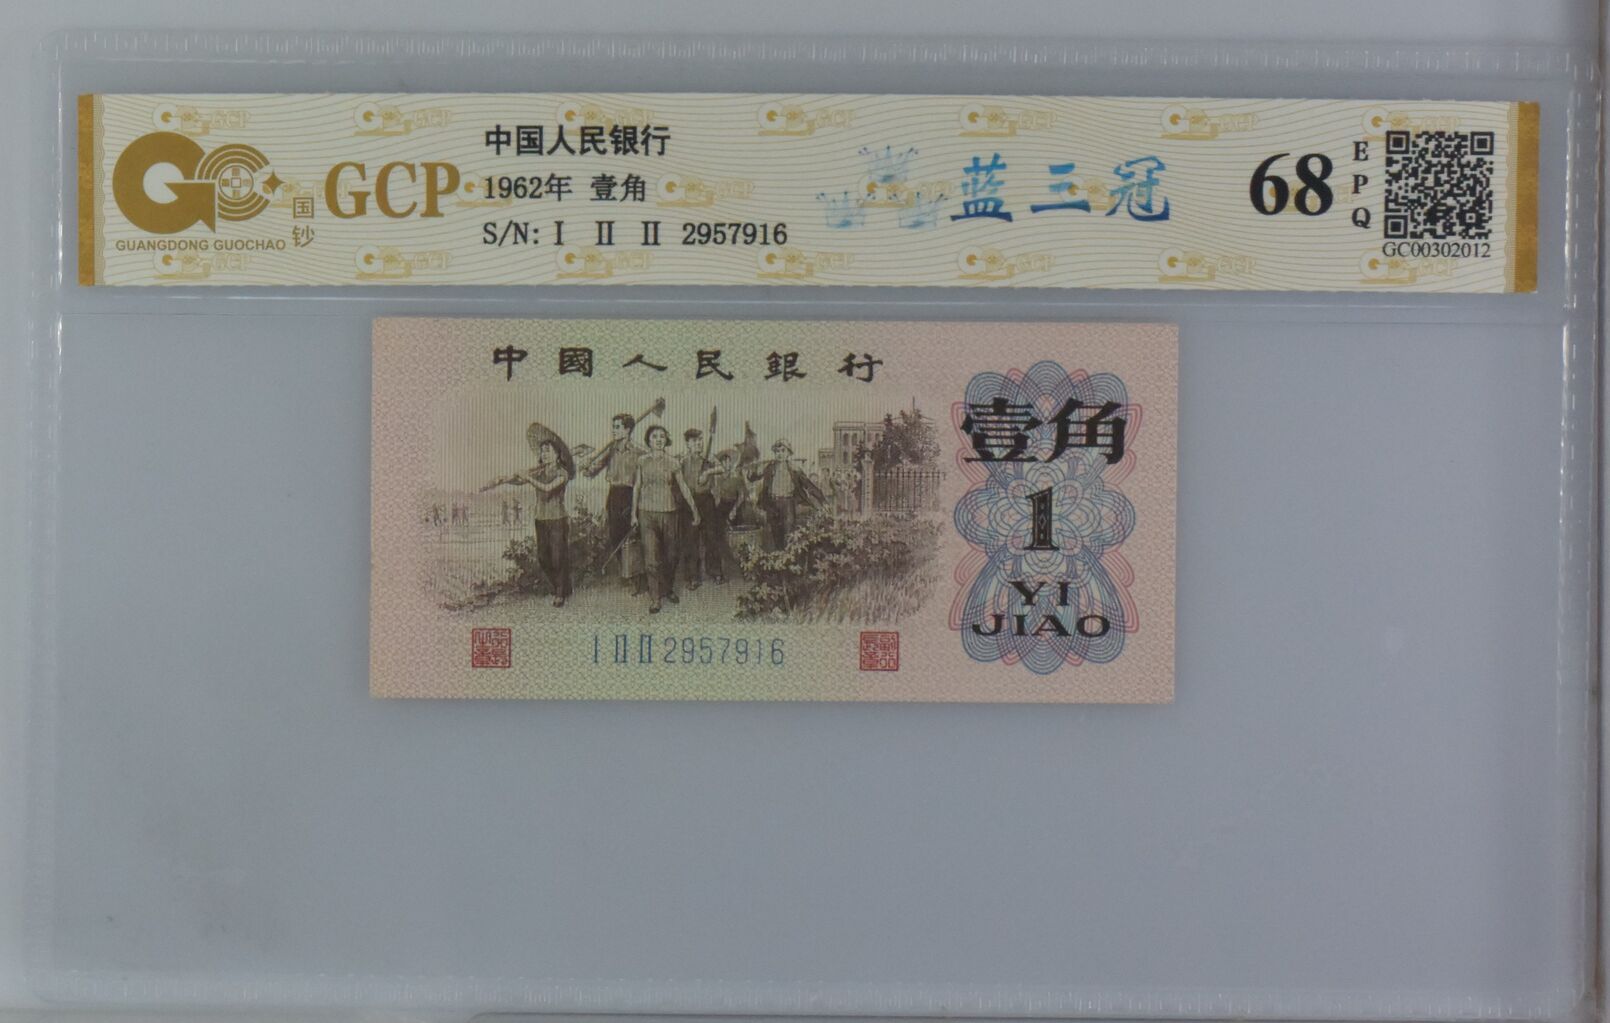 中国人民银行
1962年 壹角
S/N: I II II 2957916
GCP
国钞
GUANGDONG GUOCHAO
蓝三冠
68
EPQ
GC00302012
中國人民銀行
壹角
1
YI
JIAO
I II II 2957916